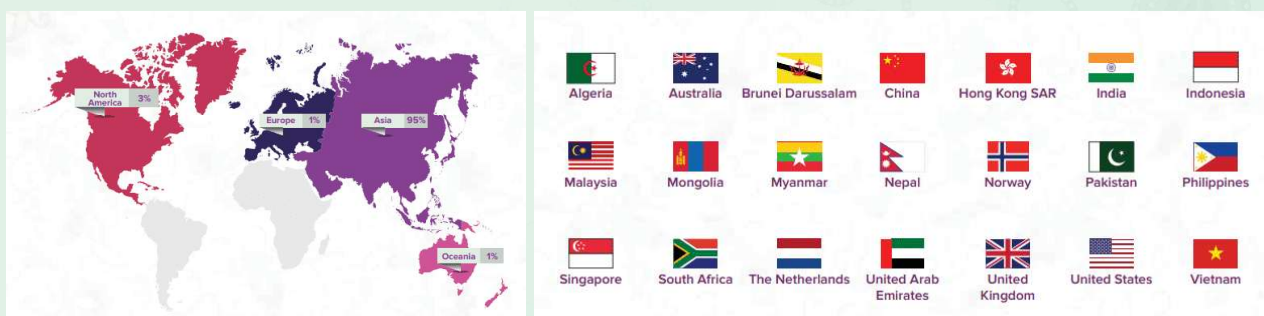 North
America
3%
Europe
1%
Asia
95%
Oceania
1%
Algeria
Australia
Brunei Darussalam
China
Hong Kong SAR
India
Indonesia
Malaysia
Mongolia
Myanmar
Nepal
Norway
Pakistan
Philippines
Singapore
South Africa
The Netherlands
United Arab
Emirates
United
Kingdom
United States
Vietnam